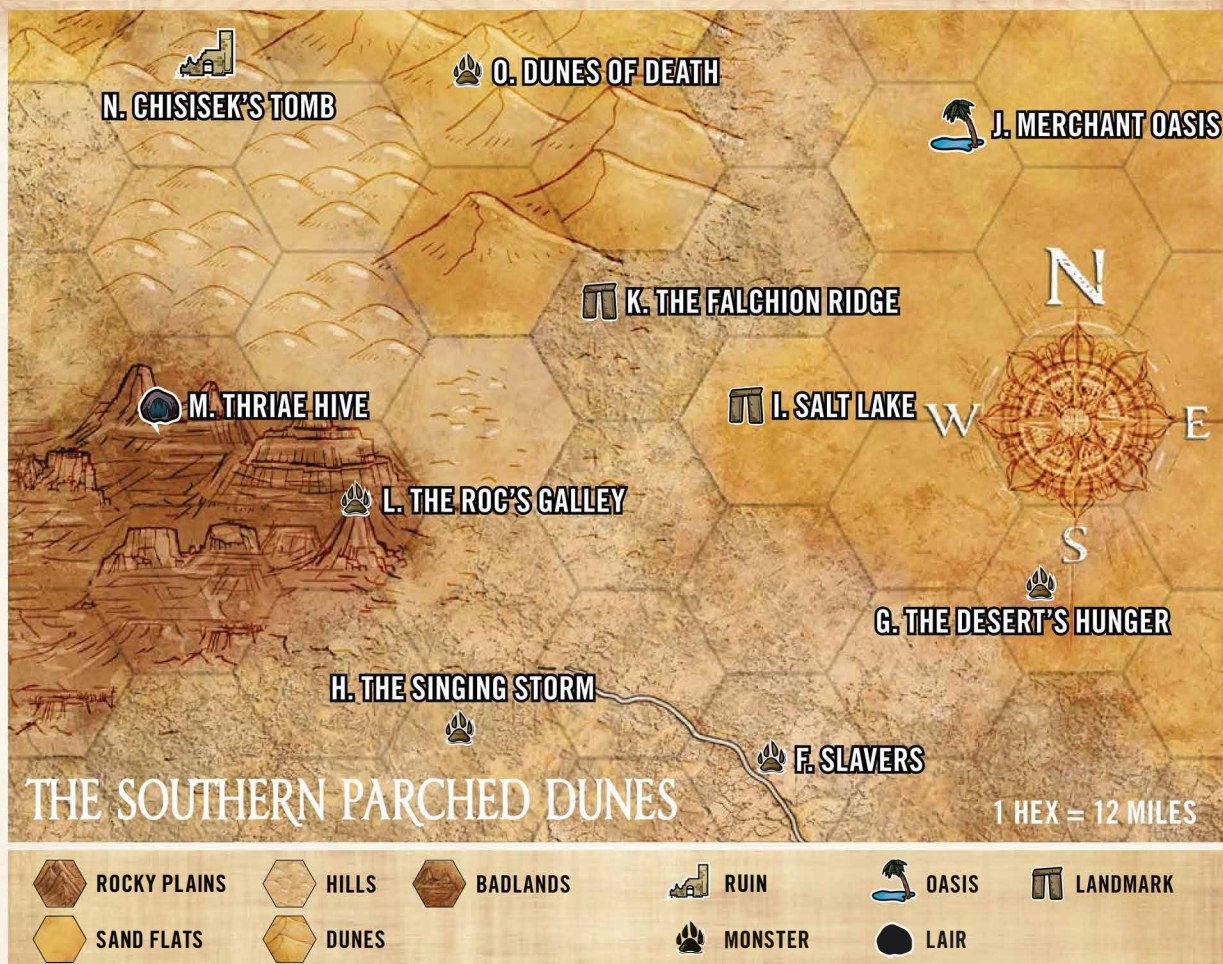 N. CHISISEK'S TOMB
O. DUNES OF DEATH
J. MERCHANT OASIS
N
K. THE FALCHION RIDGE
M. THRIAE HIVE
I. SALT LAKE
W
E
L. THE ROC'S GALLEY
S
G. THE DESERT'S HUNGER
H. THE SINGING STORM
F. SLAVERS
THE SOUTHERN PARCHED DUNES
1 HEX = 12 MILES
ROCKY PLAINS
HILLS
BADLANDS
RUIN
OASIS
LANDMARK
SAND FLATS
DUNES
MONSTER
LAIR